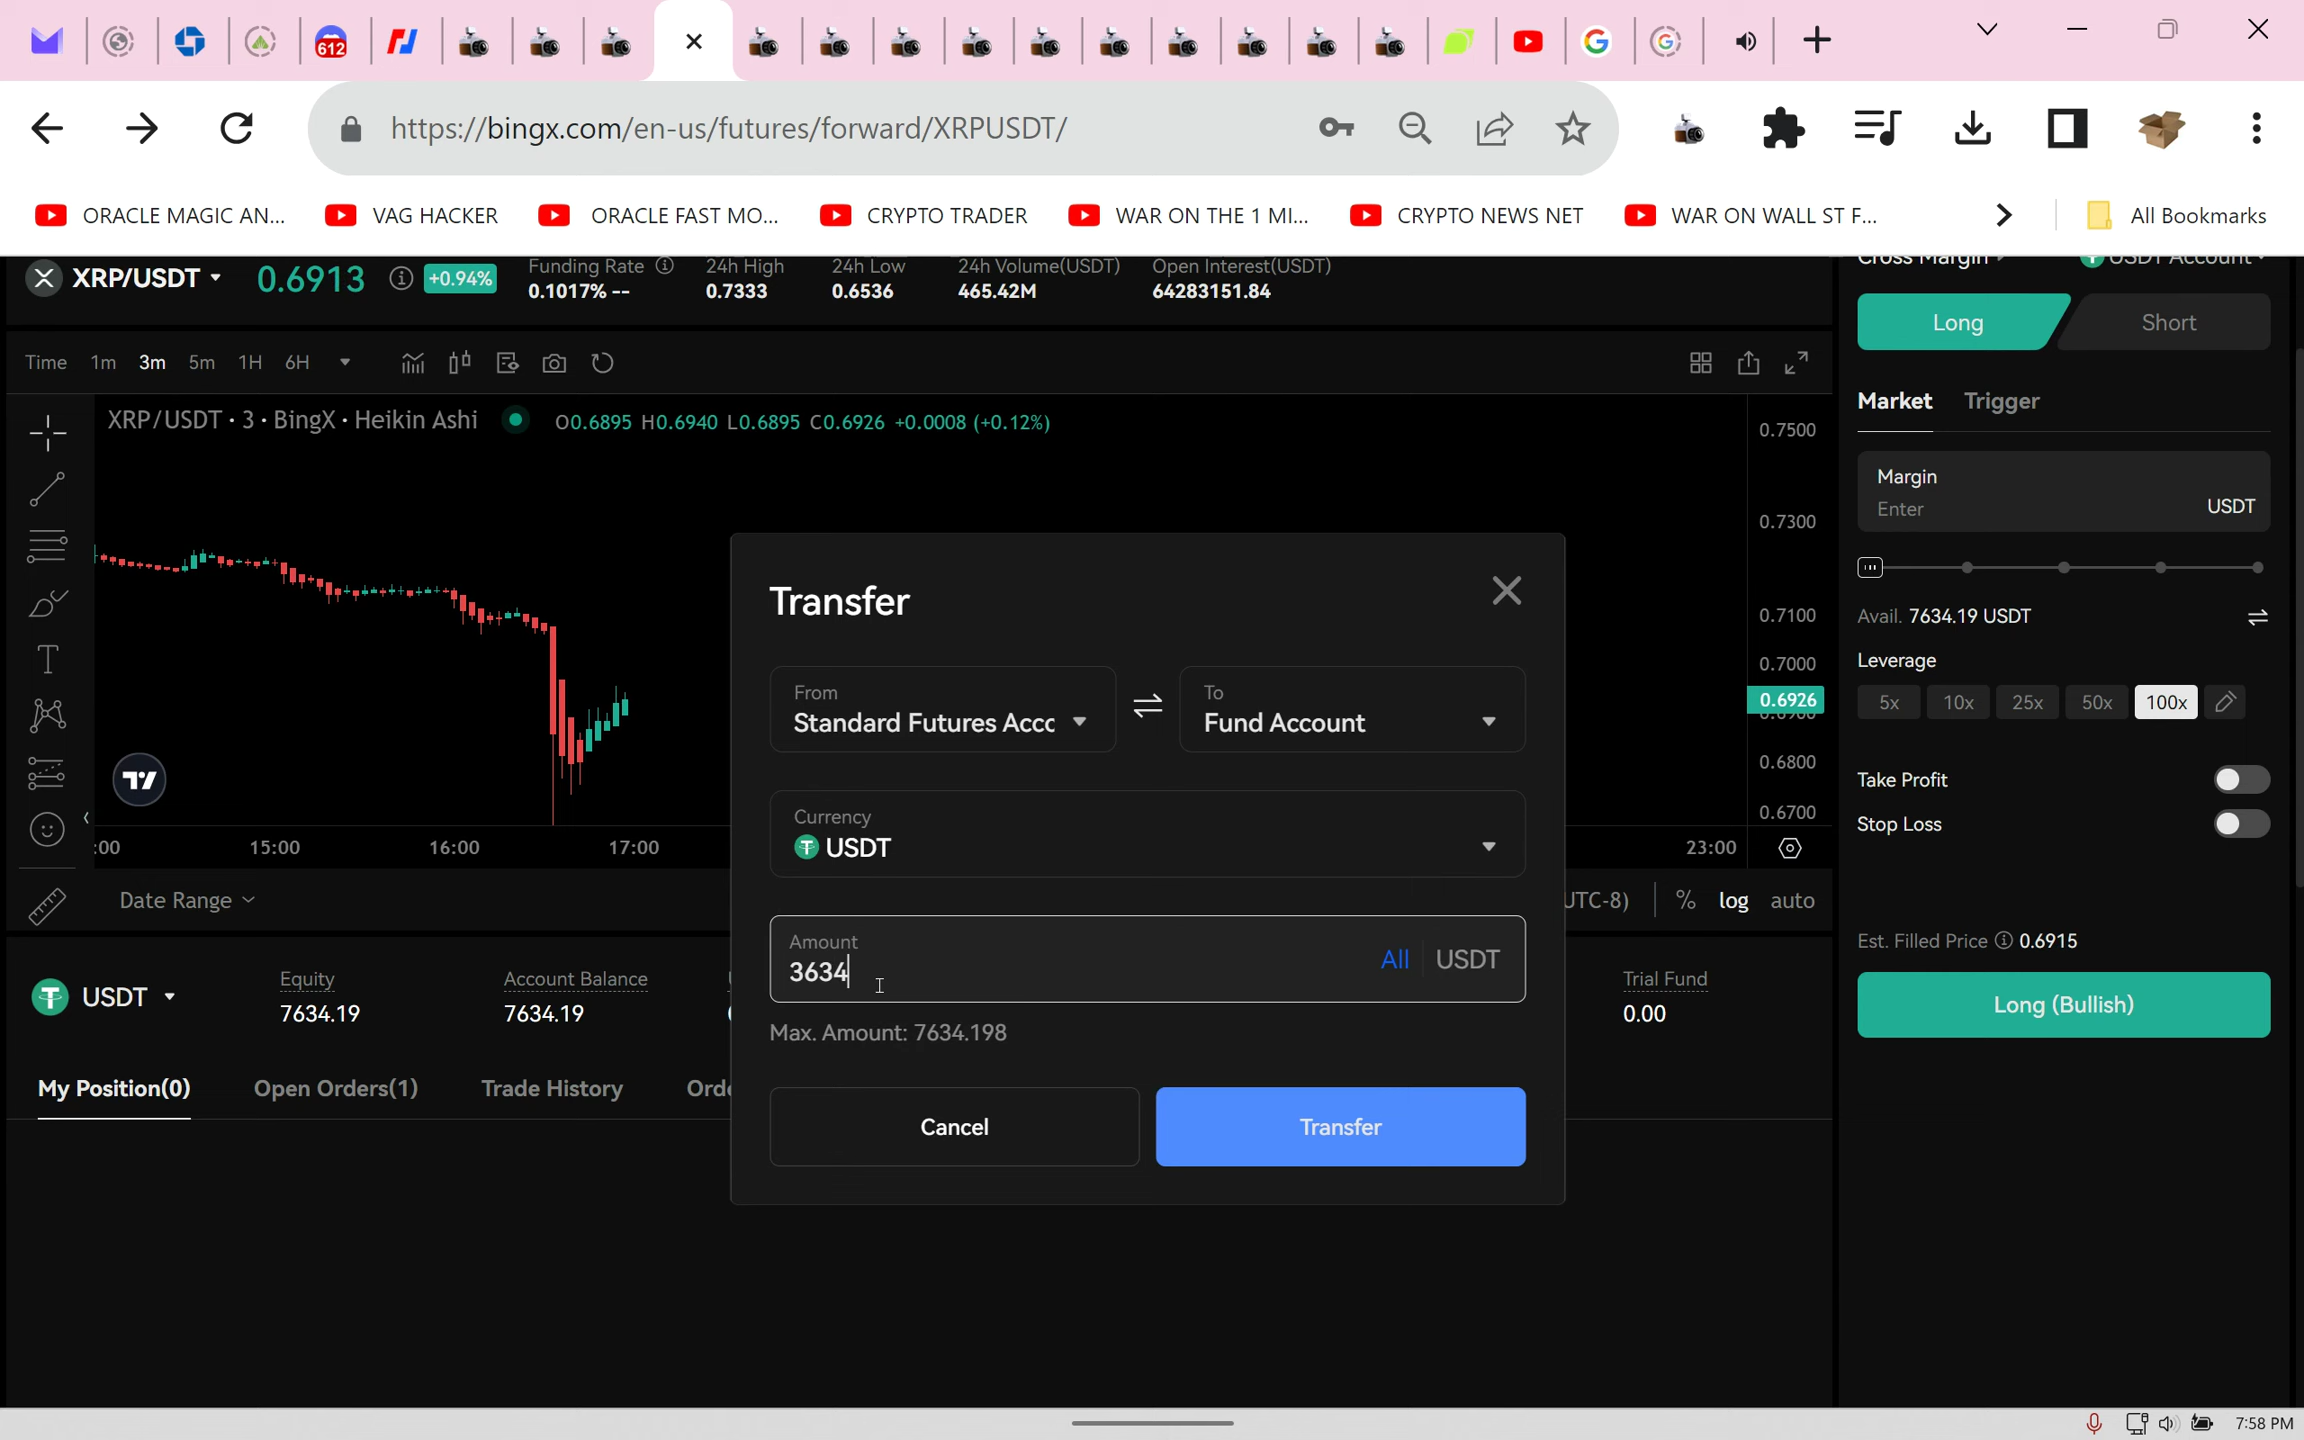 612
https://bingx.com/en-us/futures/forward/XRPUSDT/
ORACLE MAGIC AN... VAG HACKER ORACLE FAST MO... CRYPTO TRADER WAR ON THE 1 MI... CRYPTO NEWS NET WAR ON WALL ST F... All Bookmarks
XRP/USDT 0.6913 +0.94%
Funding Rate 24h High 24h Low 24h Volume(USDT) Open Interest(USDT)
0.1017% -- 0.7333 0.6536 465.42M 64283151.84
Cross Margin USDT Account
Long Short
Time 1m 3m 5m 1H 6H
Market Trigger
XRP/USDT · 3 · BingX · Heikin Ashi O0.6895 H0.6940 L0.6895 C0.6926 +0.0008 (+0.12%)
0.7500
0.7300
0.7100
0.7000
0.6926
0.6800
0.6700
Margin
Enter USDT
Avail. 7634.19 USDT
Leverage
5x 10x 25x 50x 100x
Take Profit
Stop Loss
Est. Filled Price 0.6915
Long (Bullish)
Transfer
From
Standard Futures Acc
To
Fund Account
Currency
USDT
Amount
3634 All USDT
Max. Amount: 7634.198
Cancel Transfer
:00 15:00 16:00 17:00 23:00
Date Range UTC-8) % log auto
USDT
Equity Account Balance Trial Fund
7634.19 7634.19 0.00
My Position(0) Open Orders(1) Trade History Orde
7:58 PM